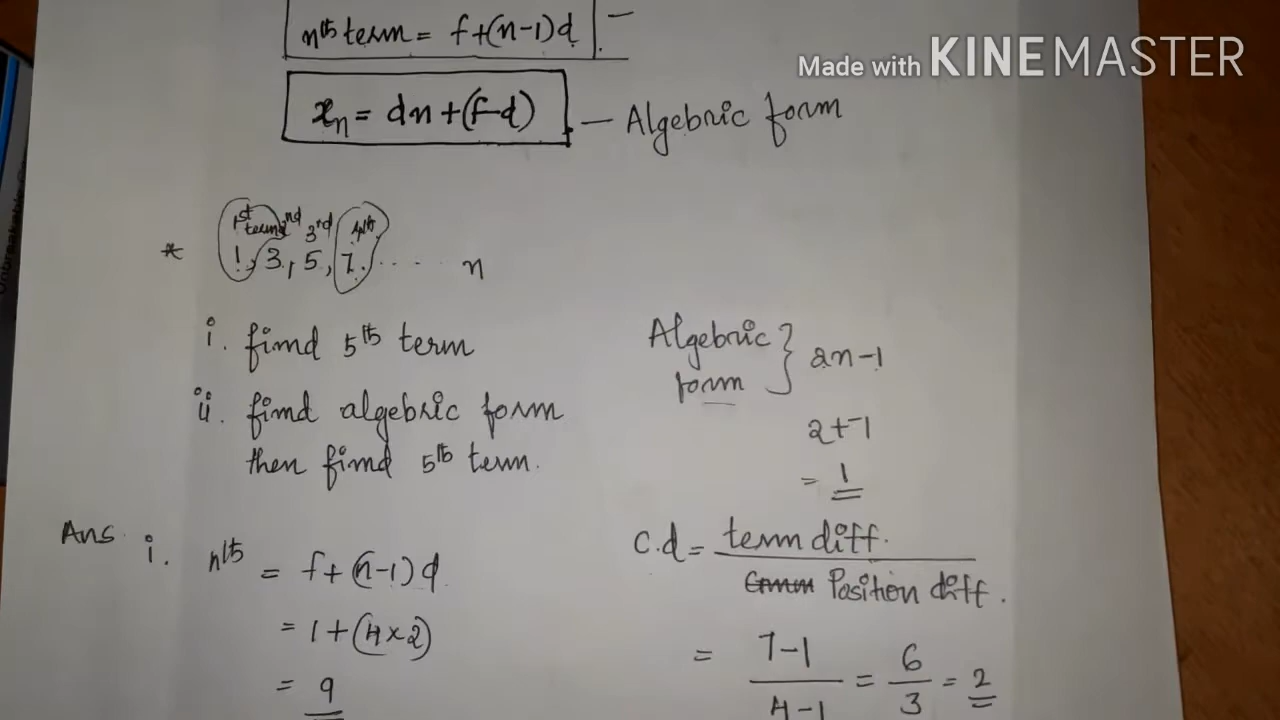 nth term = f+(n-1)d
Made with KINEMASTER
xn = dn+(f-d) — Algebric form
1st term 2nd 3rd 4th
* 1, 3, 5, 7. .... n
i. find 5th term
ii. find algebric form
then find 5th term.
Algebric form } 2n-1
2+-1
= 1
Ans i. nth = f+(n-1)d
= 1+(4×2)
= 9
C.d = term diff. / Position diff.
= 7-1 / 4-1 = 6/3 = 2